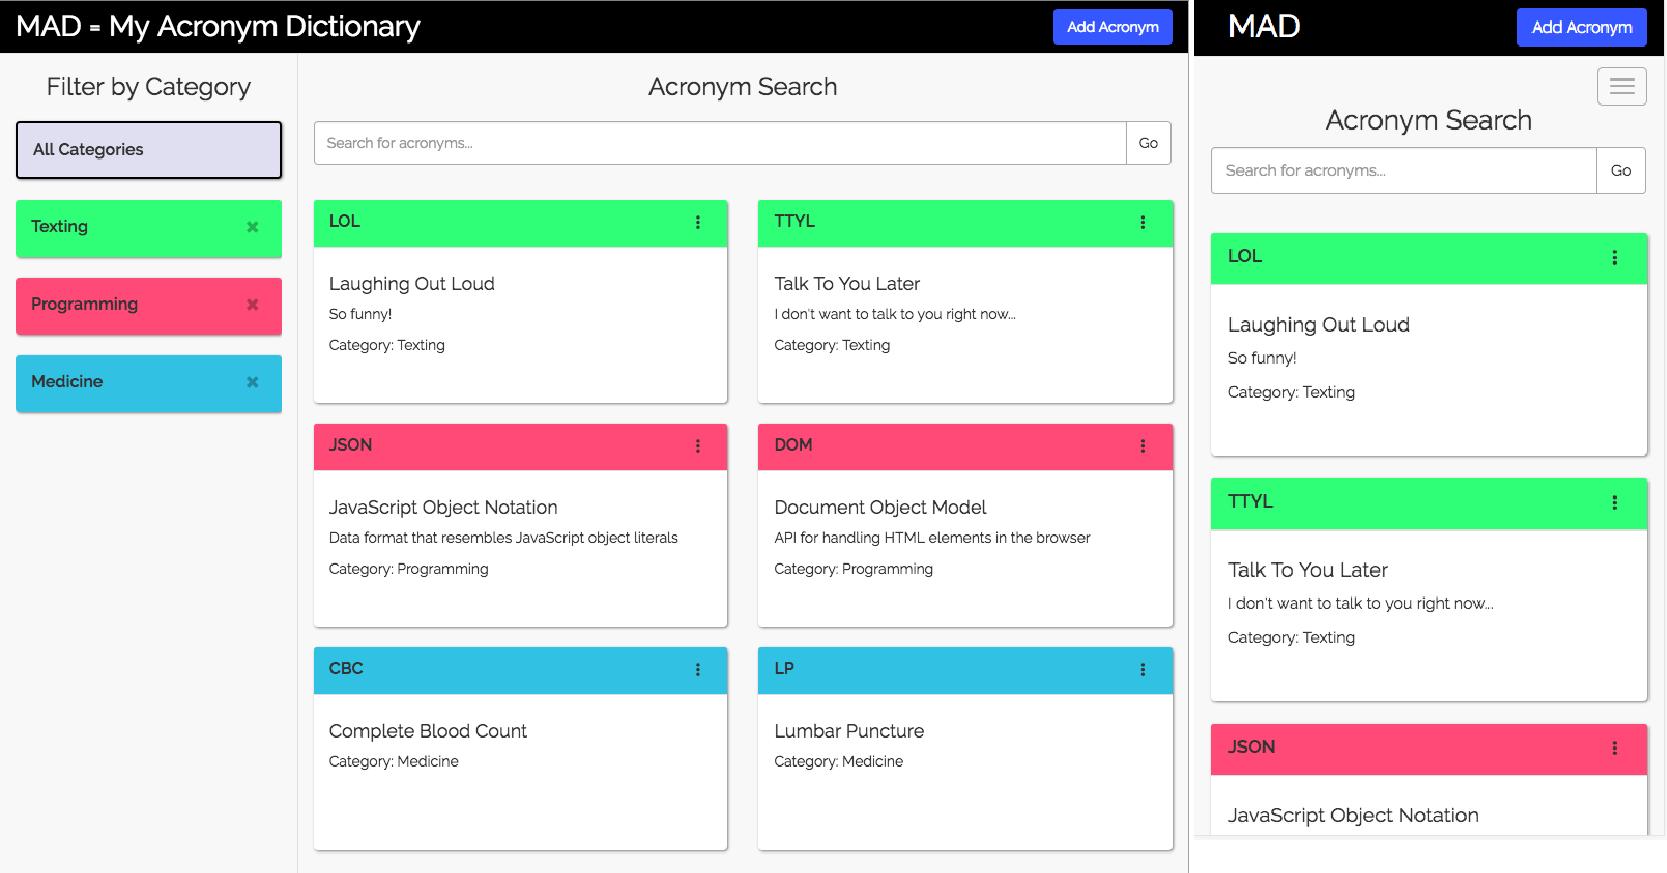 MAD = My Acronym Dictionary
Add Acronym
Filter by Category
All Categories
Texting
Programming
Medicine
Acronym Search
Search for acronyms...
Go
LOL
Laughing Out Loud
So funny!
Category: Texting
TTYL
Talk To You Later
I don't want to talk to you right now...
Category: Texting
JSON
JavaScript Object Notation
Data format that resembles JavaScript object literals
Category: Programming
DOM
Document Object Model
API for handling HTML elements in the browser
Category: Programming
CBC
Complete Blood Count
Category: Medicine
LP
Lumbar Puncture
Category: Medicine
MAD
Add Acronym
Acronym Search
Search for acronyms...
Go
LOL
Laughing Out Loud
So funny!
Category: Texting
TTYL
Talk To You Later
I don't want to talk to you right now...
Category: Texting
JSON
JavaScript Object Notation